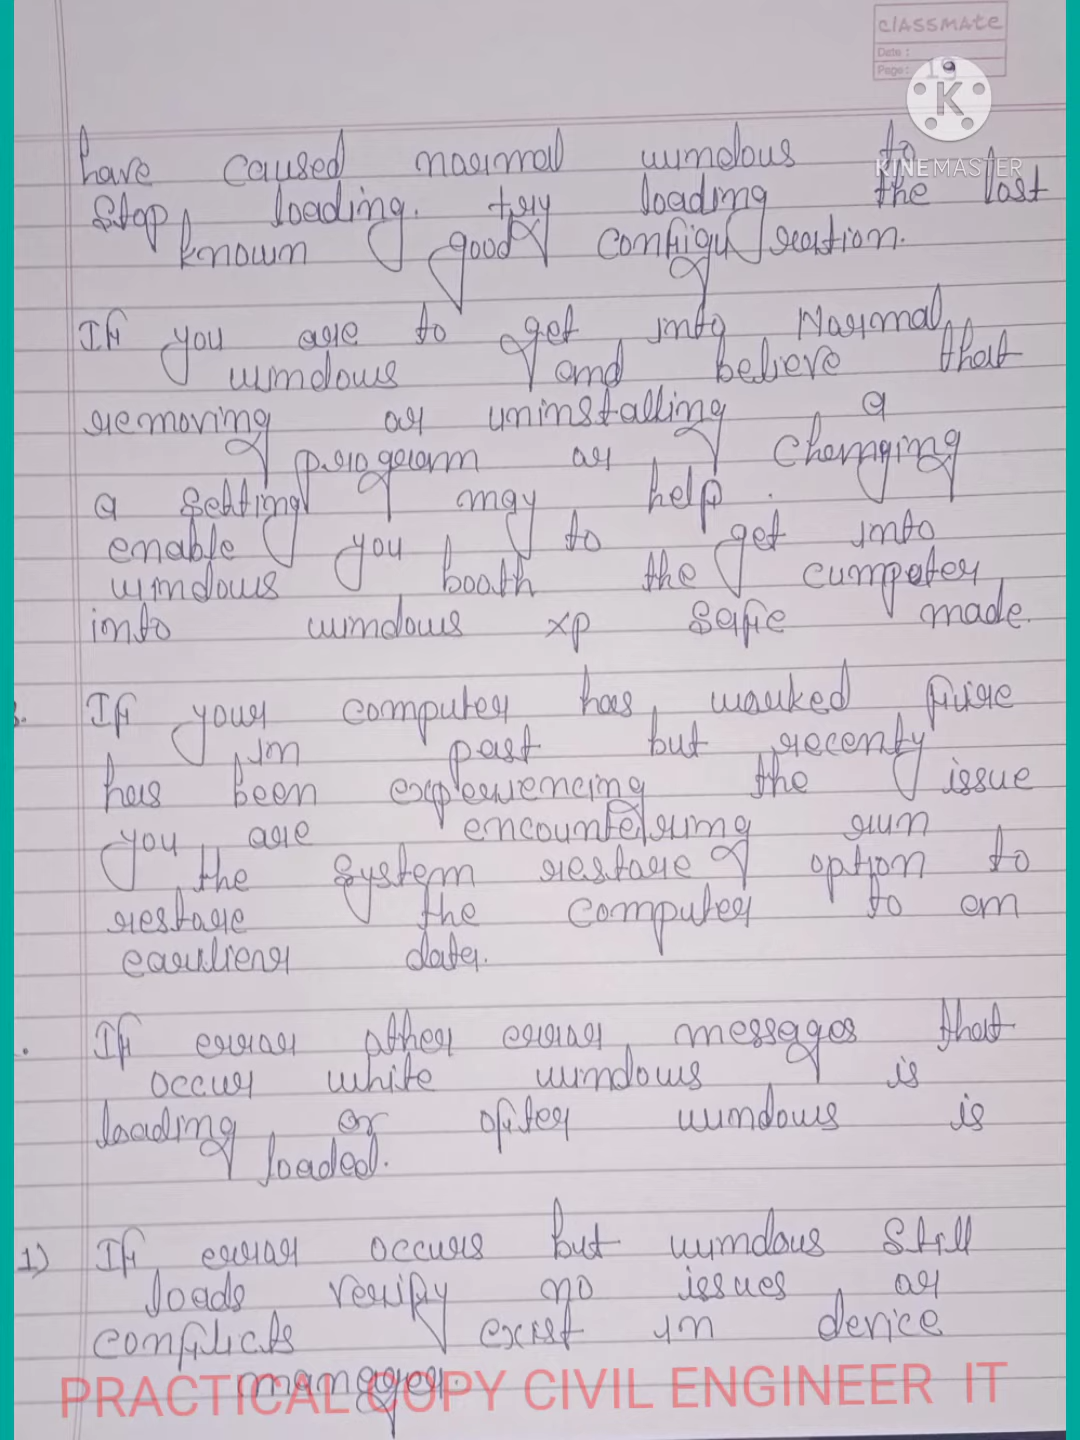 classmate
Date :
Page : 19
K
KINEMASTER
have caused normal windows to
stop loading. try loading the last
known good configuration.
If you are to get into Normal
windows and believe that
removing or uninstalling a
program or changing
a setting may help.
enable you to get into
windows booth the cumpoter
into windows xp safe made.
3. If your computer has worked fire
in past but recenty
has been experiencing the issue
you are encountering run
the system restore option to
restore the computer to an
earlier date.
If error other error messages that
occur white windows is
loading or after windows is
loaded.
1) If error occurs but windows still
loads verify no issues or
conflicts exist in device
manager.
PRACTICAL COPY CIVIL ENGINEER IT